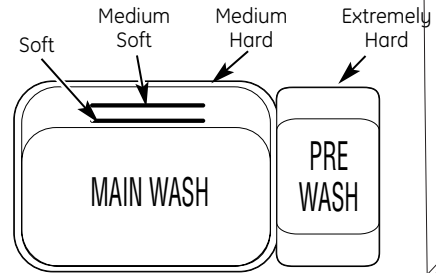 Soft
Medium
Soft
Medium
Hard
Extremely
Hard
MAIN WASH
PRE
WASH